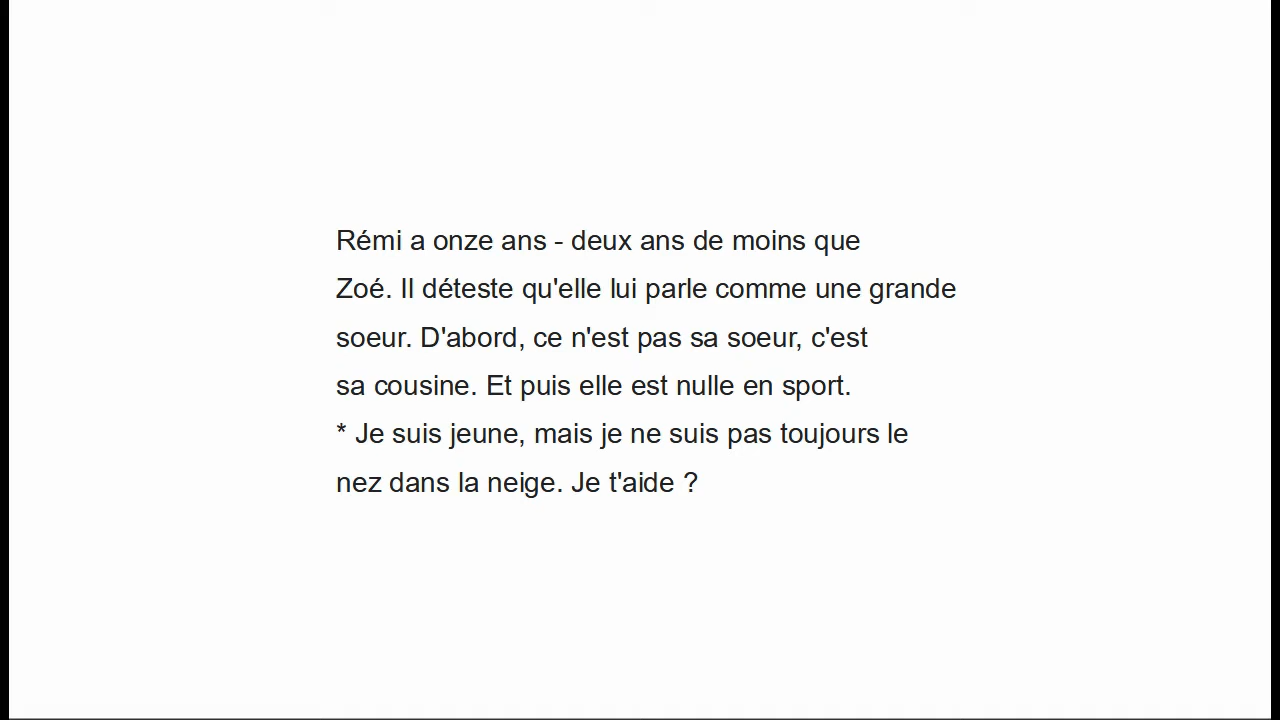 Rémi a onze ans - deux ans de moins que
Zoé. Il déteste qu'elle lui parle comme une grande
soeur. D'abord, ce n'est pas sa soeur, c'est
sa cousine. Et puis elle est nulle en sport.
* Je suis jeune, mais je ne suis pas toujours le
nez dans la neige. Je t'aide ?